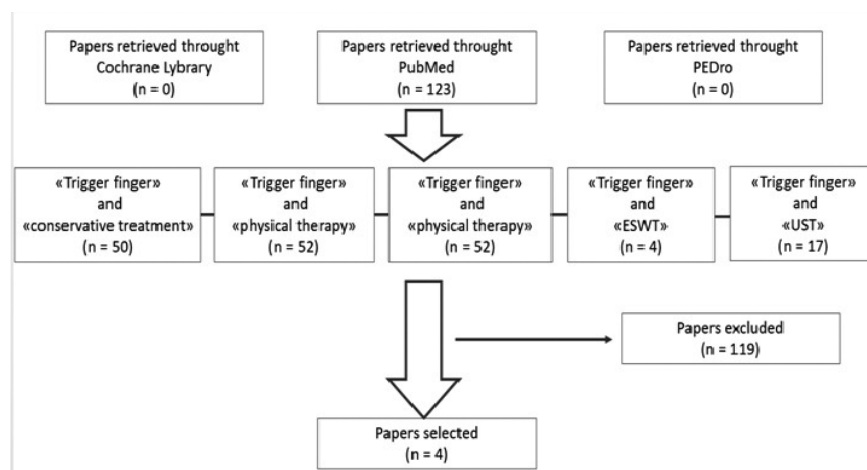 Papers retrieved throught
Cochrane Lybrary
(n = 0)
Papers retrieved throught
PubMed
(n = 123)
Papers retrieved throught
PEDro
(n = 0)
«Trigger finger»
and
«conservative treatment»
(n = 50)
«Trigger finger»
and
«physical therapy»
(n = 52)
«Trigger finger»
and
«physical therapy»
(n = 52)
«Trigger finger»
and
«ESWT»
(n = 4)
«Trigger finger»
and
«UST»
(n = 17)
Papers excluded
(n = 119)
Papers selected
(n = 4)